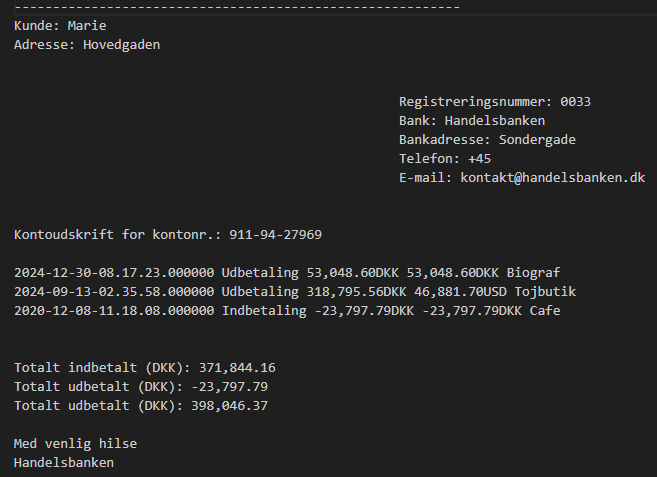 ----------------------------------------------------------
Kunde: Marie
Adresse: Hovedgaden
Registreringsnummer: 0033
Bank: Handelsbanken
Bankadresse: Sondergade
Telefon: +45
E-mail: kontakt@handelsbanken.dk
Kontoudskrift for kontonr.: 911-94-27969
2024-12-30-08.17.23.000000 Udbetaling 53,048.60DKK 53,048.60DKK Biograf
2024-09-13-02.35.58.000000 Udbetaling 318,795.56DKK 46,881.70USD Tojbutik
2020-12-08-11.18.08.000000 Indbetaling -23,797.79DKK -23,797.79DKK Cafe
Totalt indbetalt (DKK): 371,844.16
Totalt udbetalt (DKK): -23,797.79
Totalt udbetalt (DKK): 398,046.37
Med venlig hilse
Handelsbanken